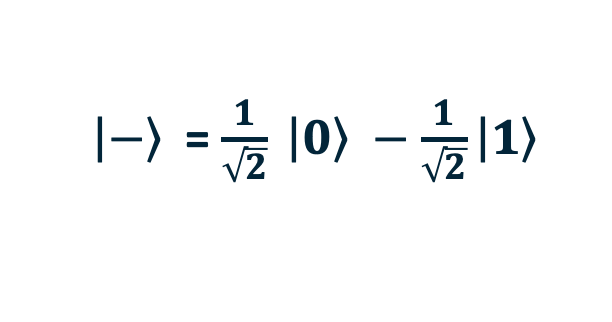 |−⟩ = 1/√2 |0⟩ − 1/√2 |1⟩